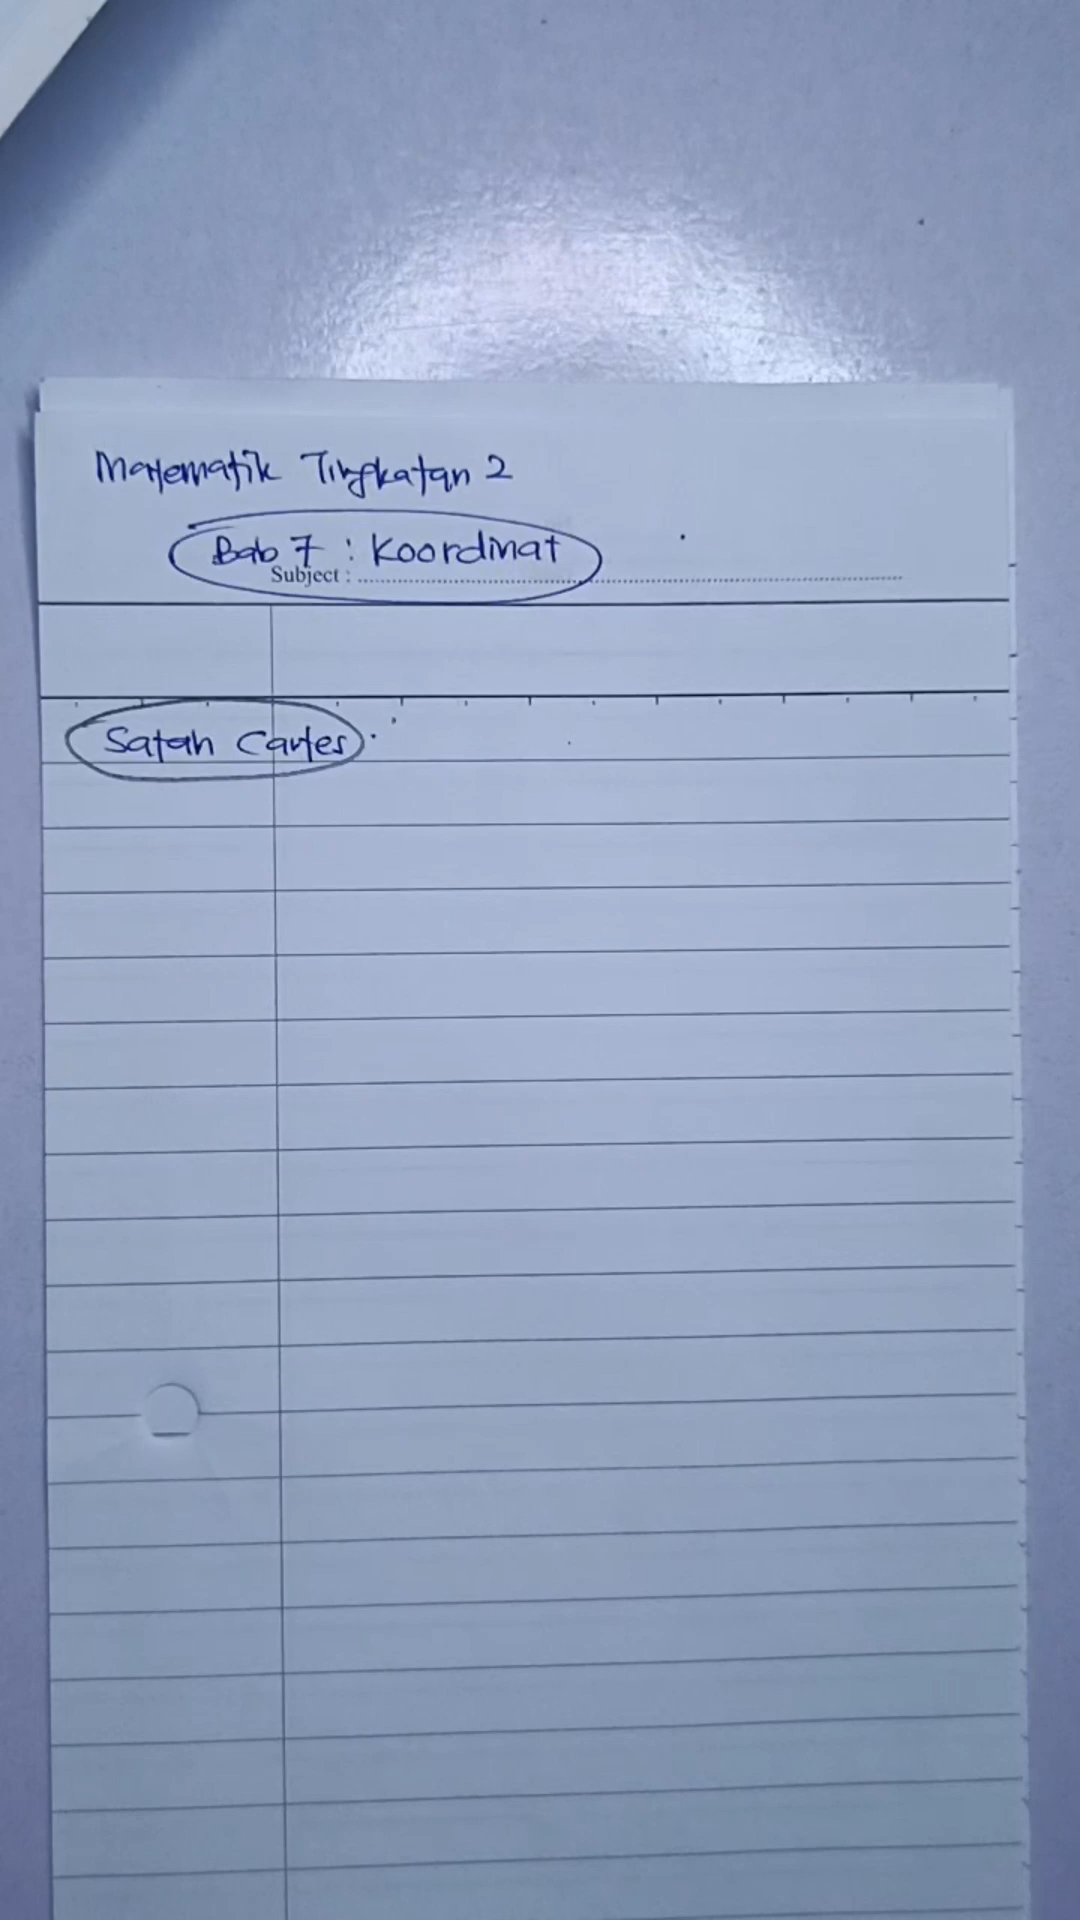 Matematik Tingkatan 2
Bab 7 : Koordinat
Subject :
Satah Cartes